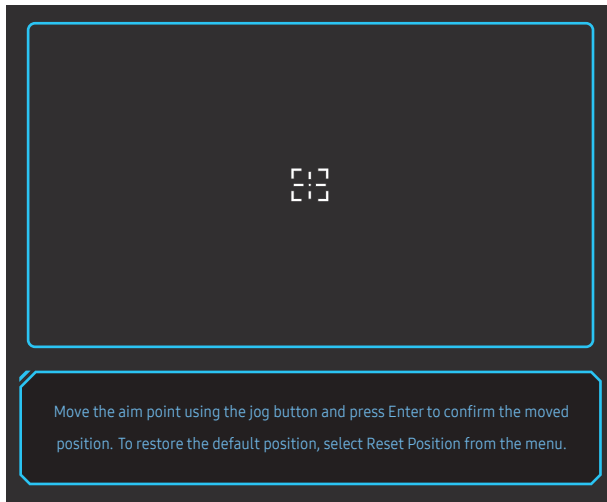 Move the aim point using the jog button and press Enter to confirm the moved
position. To restore the default position, select Reset Position from the menu.